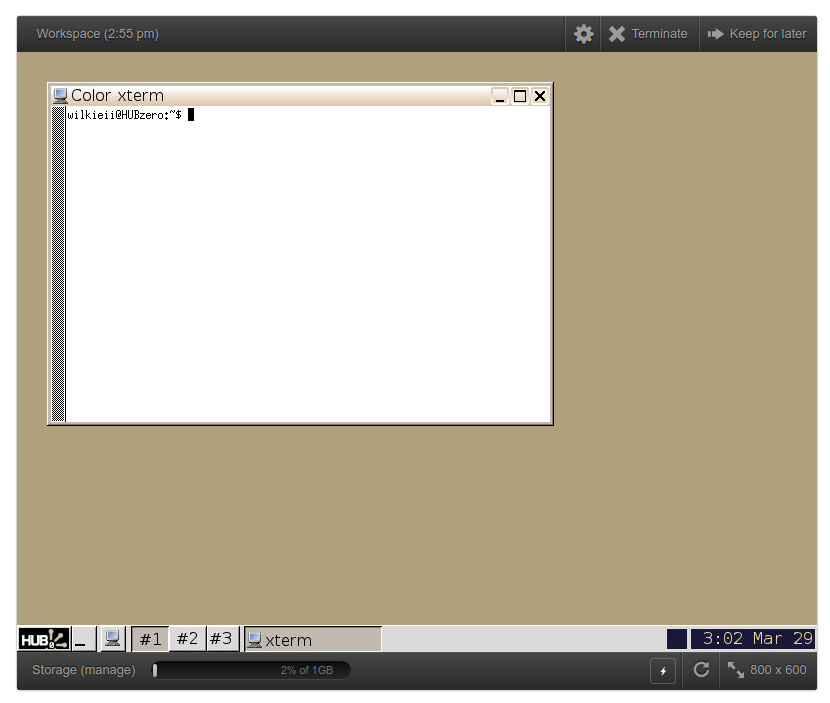 Workspace (2:55 pm) Terminate Keep for later
Color xterm
wilkieii@HUBzero:~$
HUB #1 #2 #3 xterm 3:02 Mar 29
Storage (manage) 2% of 1GB 800 x 600